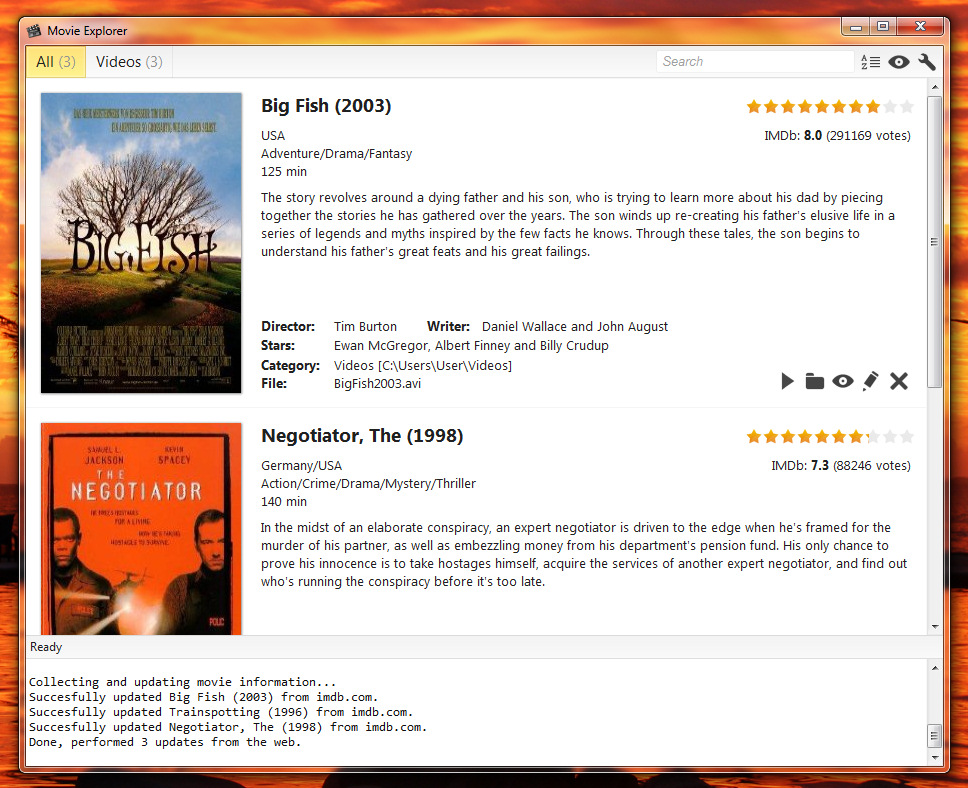 Movie Explorer
All (3) Videos (3) Search
Big Fish (2003)
USA
IMDb: 8.0 (291169 votes)
Adventure/Drama/Fantasy
125 min
The story revolves around a dying father and his son, who is trying to learn more about his dad by piecing
together the stories he has gathered over the years. The son winds up re-creating his father's elusive life in a
series of legends and myths inspired by the few facts he knows. Through these tales, the son begins to
understand his father's great feats and his great failings.
Director: Tim Burton Writer: Daniel Wallace and John August
Stars: Ewan McGregor, Albert Finney and Billy Crudup
Category: Videos [C:\Users\User\Videos]
File: BigFish2003.avi
BIG FISH
Negotiator, The (1998)
Germany/USA
IMDb: 7.3 (88246 votes)
Action/Crime/Drama/Mystery/Thriller
140 min
In the midst of an elaborate conspiracy, an expert negotiator is driven to the edge when he's framed for the
murder of his partner, as well as embezzling money from his department's pension fund. His only chance to
prove his innocence is to take hostages himself, acquire the services of another expert negotiator, and find out
who's running the conspiracy before it's too late.
SAMUEL L. JACKSON
KEVIN SPACEY
THE
NEGOTIATOR
HE FREES HOSTAGES
FOR A LIVING.
NOW HE'S TAKING
HOSTAGES TO SURVIVE.
POLIC
Ready
Collecting and updating movie information...
Succesfully updated Big Fish (2003) from imdb.com.
Succesfully updated Trainspotting (1996) from imdb.com.
Succesfully updated Negotiator, The (1998) from imdb.com.
Done, performed 3 updates from the web.